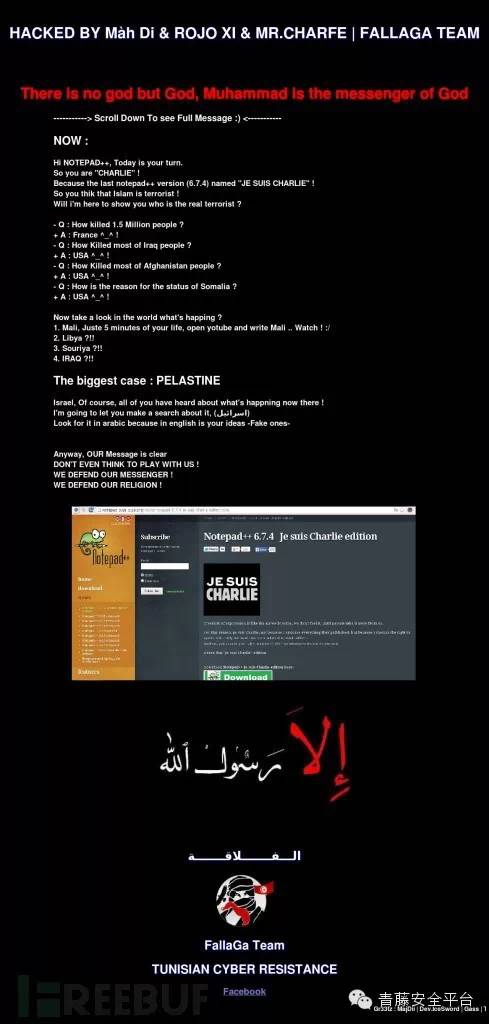 HACKED BY Màh Di & ROJO XI & MR.CHARFE | FALLAGA TEAM
There is no god but God, Muhammad is the messenger of God
-----------> Scroll Down To see Full Message :) <-----------
NOW :
Hi NOTEPAD++, Today is your turn.
So you are "CHARLIE" !
Because the last notepad++ version (6.7.4) named "JE SUIS CHARLIE" !
So you thik that Islam is terrorist !
Will i'm here to show you who is the real terrorist ?
- Q : How killed 1.5 Million people ?
+ A : France ^_^ !
- Q : How Killed most of Iraq people ?
+ A : USA ^_^ !
- Q : How Killed most of Afghanistan people ?
+ A : USA ^_^ !
- Q : How is the reason for the status of Somalia ?
+ A : USA ^_^ !
Now take a look in the world what's happing ?
1. Mali, Juste 5 minutes of your life, open yotube and write Mali .. Watch ! :/
2. Libya ?!!
3. Souriya ?!!
4. IRAQ ?!!
The biggest case : PELASTINE
Israel, Of course, all of you have heard about what's happning now there !
I'm going to let you make a search about it, (اسرائيل)
Look for it in arabic because in english is your ideas -Fake ones-
Anyway, OUR Message is clear
DON'T EVEN THINK TO PLAY WITH US !
WE DEFEND OUR MESSENGER !
WE DEFEND OUR RELIGION !
Notepad++
Subscribe
Notepad++ 6.7.4 Je suis Charlie edition
home
download
JE SUIS
CHARLIE
features
Download
إِلاَ رَسُولَ ٱللَّه
الـفـلاقـة
FallaGa Team
TUNISIAN CYBER RESISTANCE
Facebook
FREEBUF
青藤安全平台
Gr33tz : MajDii | Dev.IceSword | Gass | 1